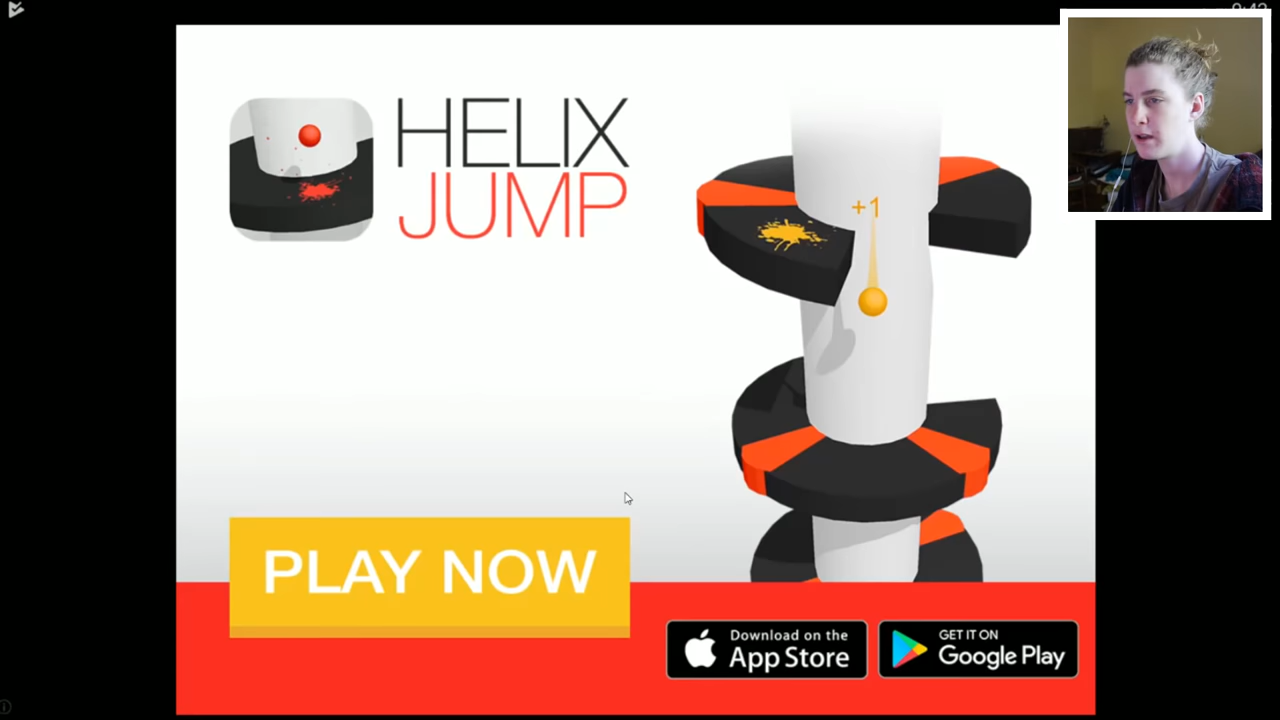 HELIX
JUMP
+1
PLAY NOW
Download on the
App Store
GET IT ON
Google Play